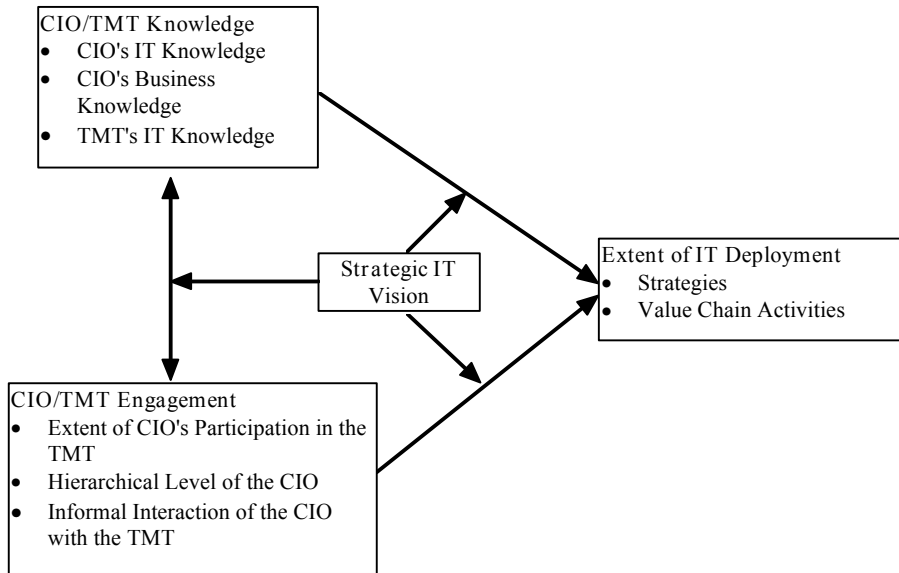 CIO/TMT Knowledge
• CIO's IT Knowledge
• CIO's Business
Knowledge
• TMT's IT Knowledge
Strategic IT
Vision
Extent of IT Deployment
• Strategies
• Value Chain Activities
CIO/TMT Engagement
• Extent of CIO's Participation in the
TMT
• Hierarchical Level of the CIO
• Informal Interaction of the CIO
with the TMT